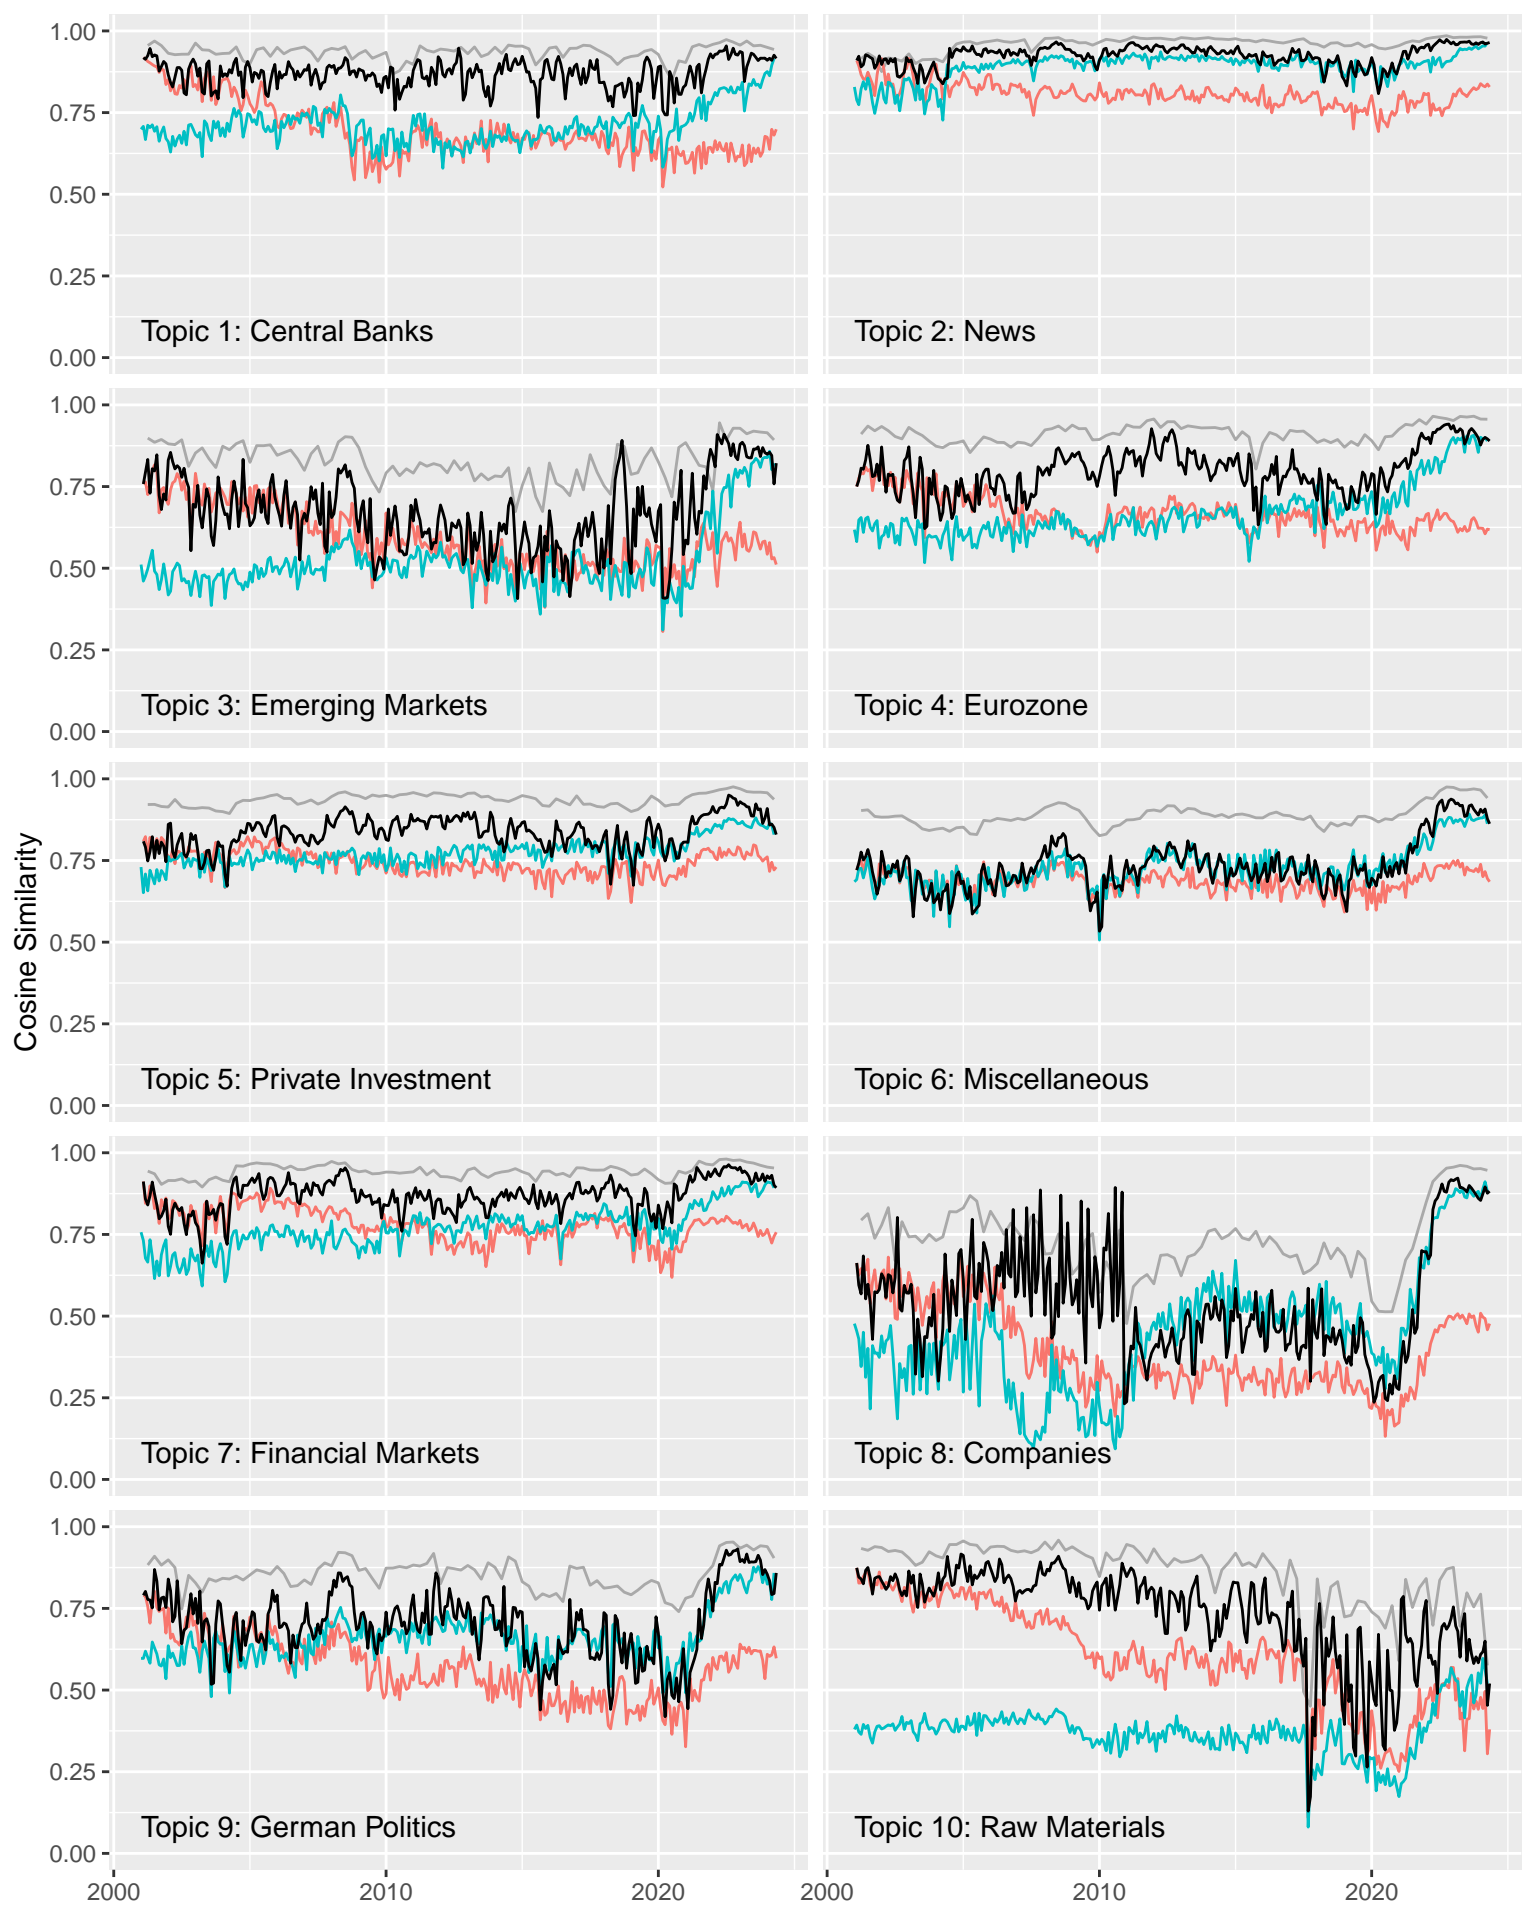 1.00
0.75
0.50
0.25
0.00
Topic 1: Central Banks
Topic 2: News
1.00
0.75
0.50
0.25
0.00
Topic 3: Emerging Markets
Topic 4: Eurozone
1.00
0.75
0.50
0.25
0.00
Topic 5: Private Investment
Topic 6: Miscellaneous
Cosine Similarity
1.00
0.75
0.50
0.25
0.00
Topic 7: Financial Markets
Topic 8: Companies
1.00
0.75
0.50
0.25
0.00
Topic 9: German Politics
Topic 10: Raw Materials
2000 2010 2020 2000 2010 2020